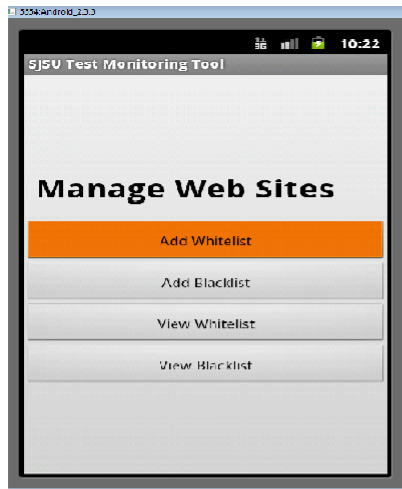 5554:Android_2.3.3
3G 10:22
SJSU Test Monitoring Tool
Manage Web Sites
Add Whitelist
Add Blacklist
View Whitelist
View Blacklist